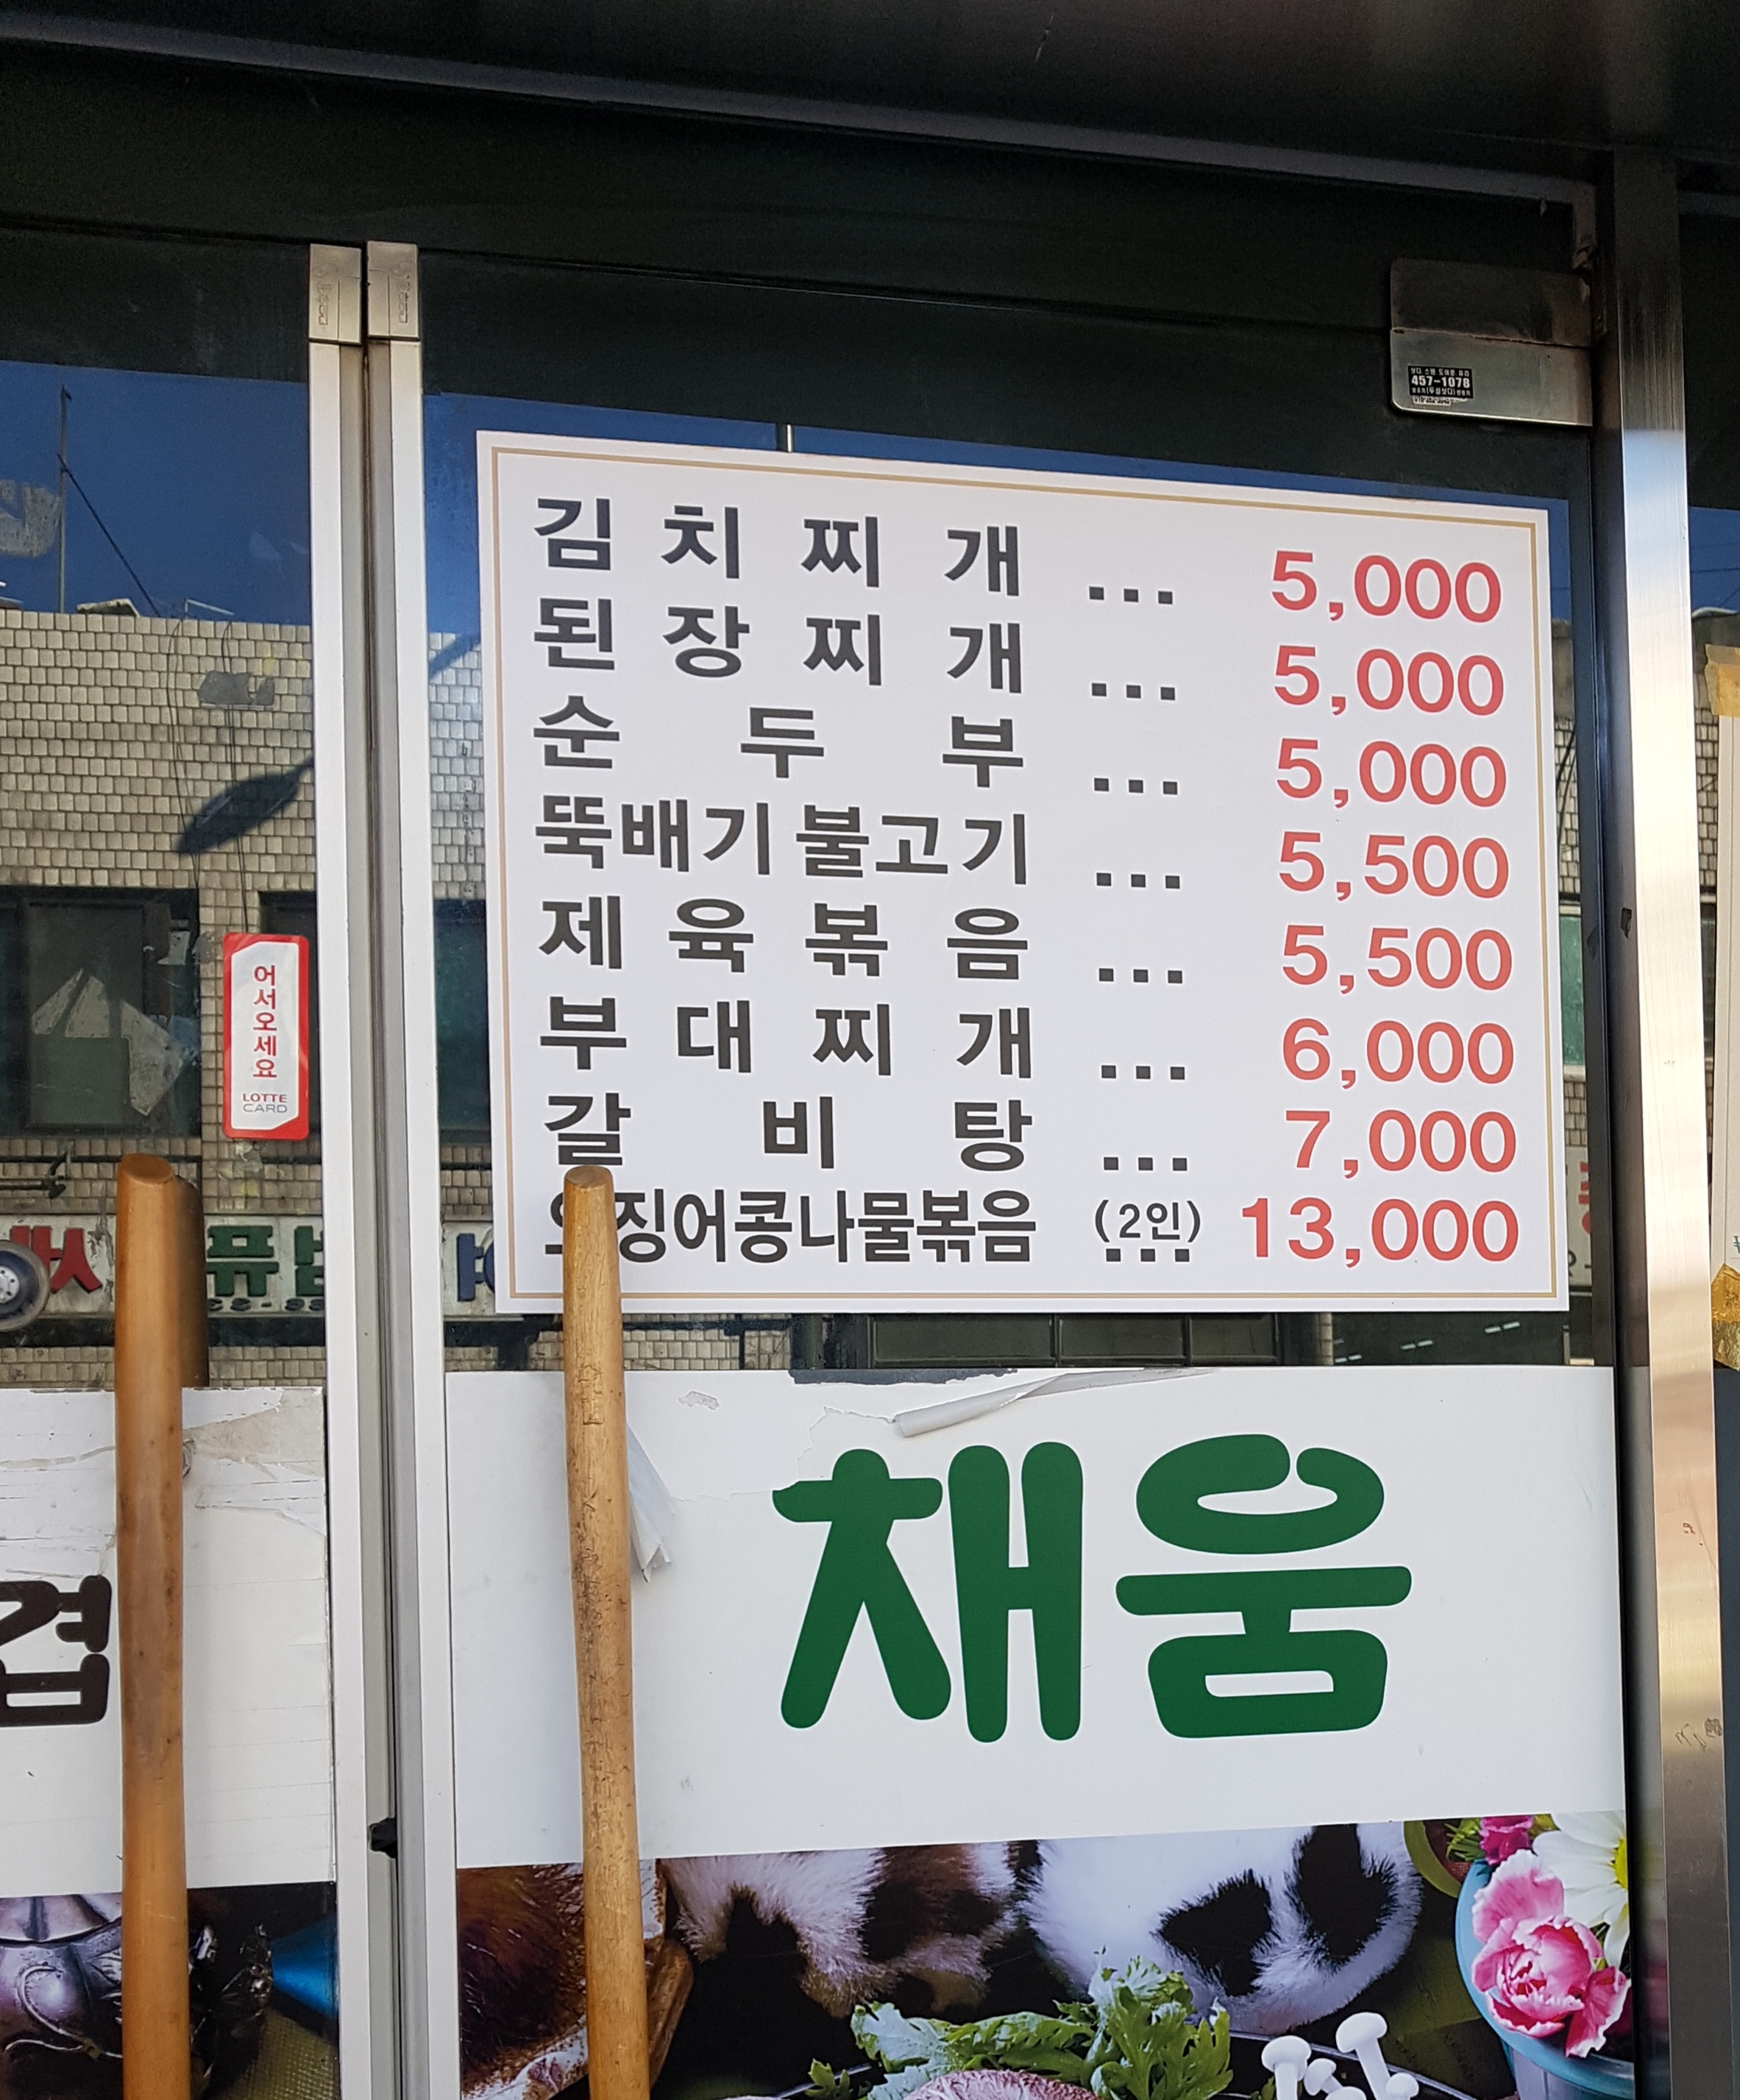 457-1078
김치찌개 ... 5,000
된장찌개 ... 5,000
순두부 ... 5,000
뚝배기불고기 ... 5,500
제육볶음 ... 5,500
부대찌개 ... 6,000
갈비탕 ... 7,000
오징어콩나물볶음 (2인) ... 13,000
어서오세요
LOTTE
CARD
채움
겹